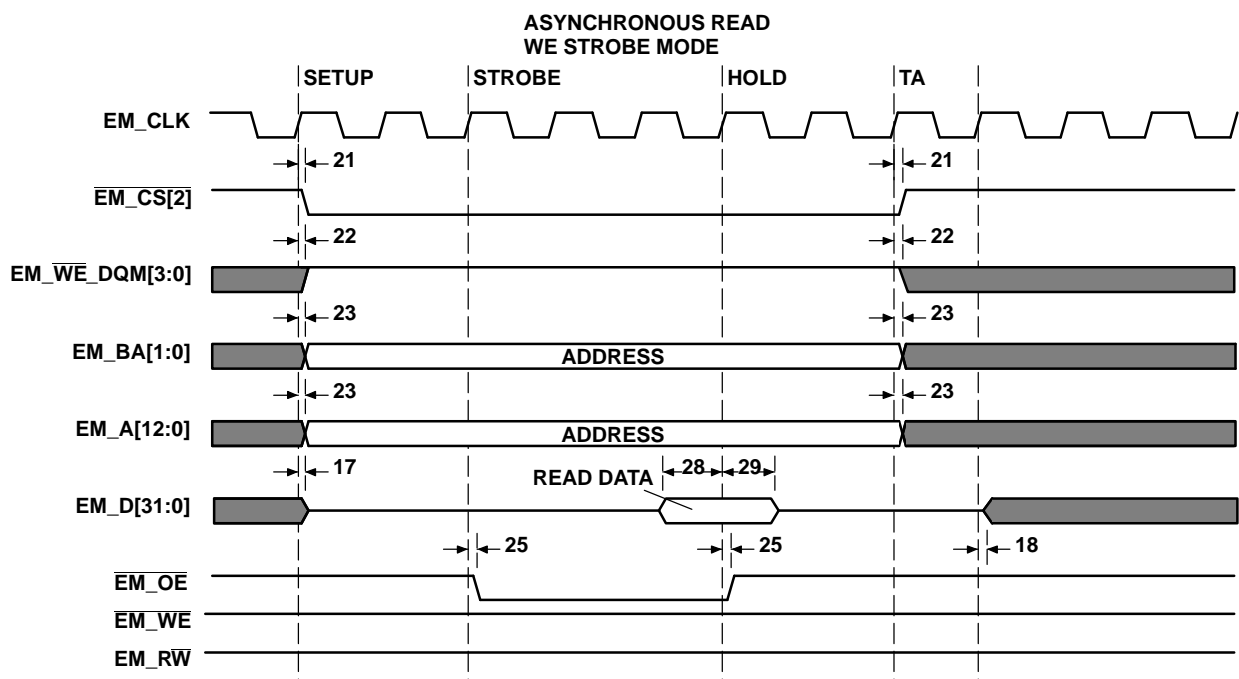 ASYNCHRONOUS READ
WE STROBE MODE
SETUP STROBE HOLD TA
EM_CLK
21 21
EM_CS[2]
22 22
EM_WE_DQM[3:0]
23 23
EM_BA[1:0] ADDRESS
23 23
EM_A[12:0] ADDRESS
17 28 29
READ DATA
EM_D[31:0]
25 25 18
EM_OE
EM_WE
EM_RW